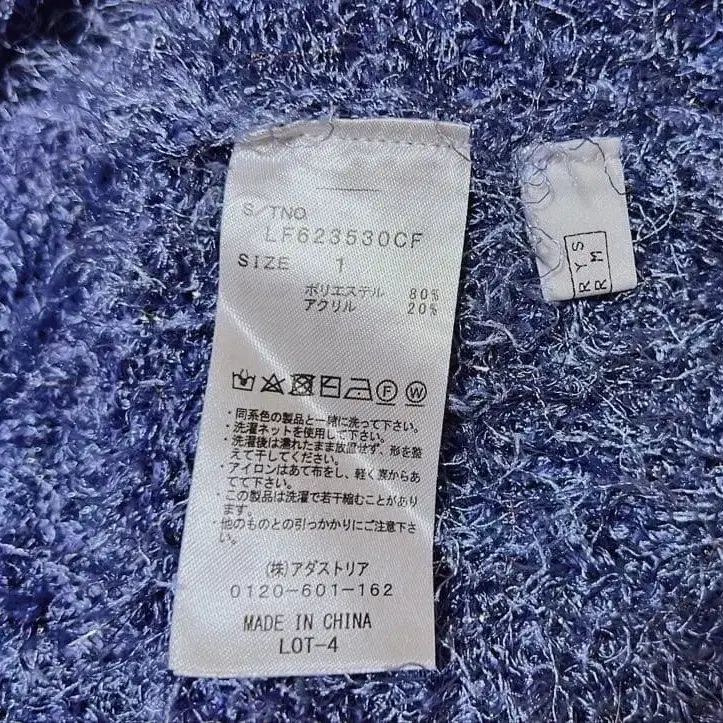 S/TNO.
LF623530CF
SIZE 1
ポリエステル 80%
アクリル 20%
・同系色の製品と一緒に洗って下さい。
・洗濯ネットを使用して下さい。
・洗濯後は濡れたまま放置せず、形を整
えて干してください。
・アイロンはあて布をし、軽く裏からあ
てて下さい。
・この製品は洗濯で若干縮むことがあり
ます。
・他のものとの引っかかりにご注意下さ
い。
(株)アダストリア
0120-601-162
MADE IN CHINA
LOT-4
RYS
RM